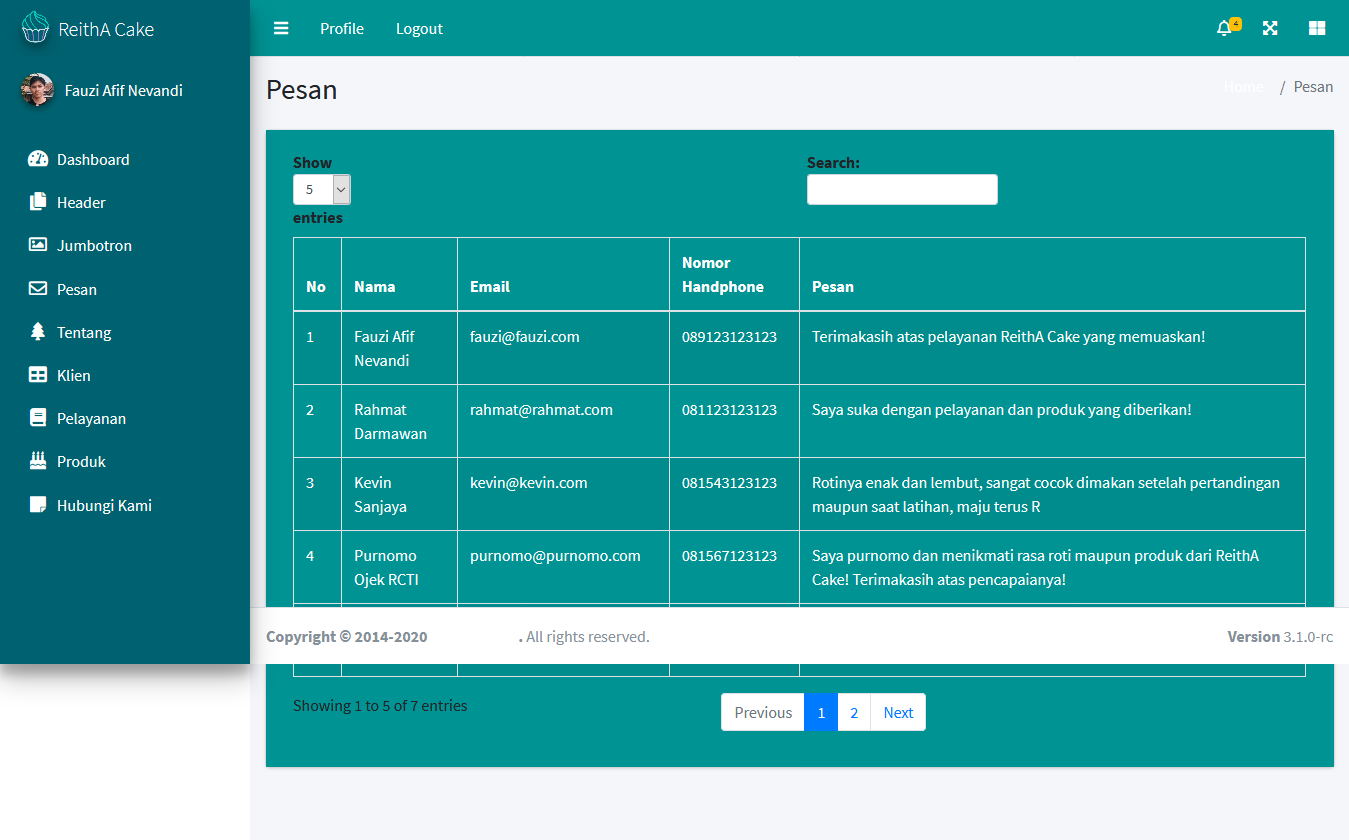 ReithA Cake
Profile
Logout
4
Fauzi Afif Nevandi
Pesan
Home / Pesan
Dashboard
Header
Jumbotron
Pesan
Tentang
Klien
Pelayanan
Produk
Hubungi Kami
Show
5
entries
Search:
No
Nama
Email
Nomor
Handphone
Pesan
1
Fauzi Afif
Nevandi
fauzi@fauzi.com
089123123123
Terimakasih atas pelayanan ReithA Cake yang memuaskan!
2
Rahmat
Darmawan
rahmat@rahmat.com
081123123123
Saya suka dengan pelayanan dan produk yang diberikan!
3
Kevin
Sanjaya
kevin@kevin.com
081543123123
Rotinya enak dan lembut, sangat cocok dimakan setelah pertandingan
maupun saat latihan, maju terus R
4
Purnomo
Ojek RCTI
purnomo@purnomo.com
081567123123
Saya purnomo dan menikmati rasa roti maupun produk dari ReithA
Cake! Terimakasih atas pencapaianya!
Copyright © 2014-2020 . All rights reserved.
Version 3.1.0-rc
Showing 1 to 5 of 7 entries
Previous
1
2
Next